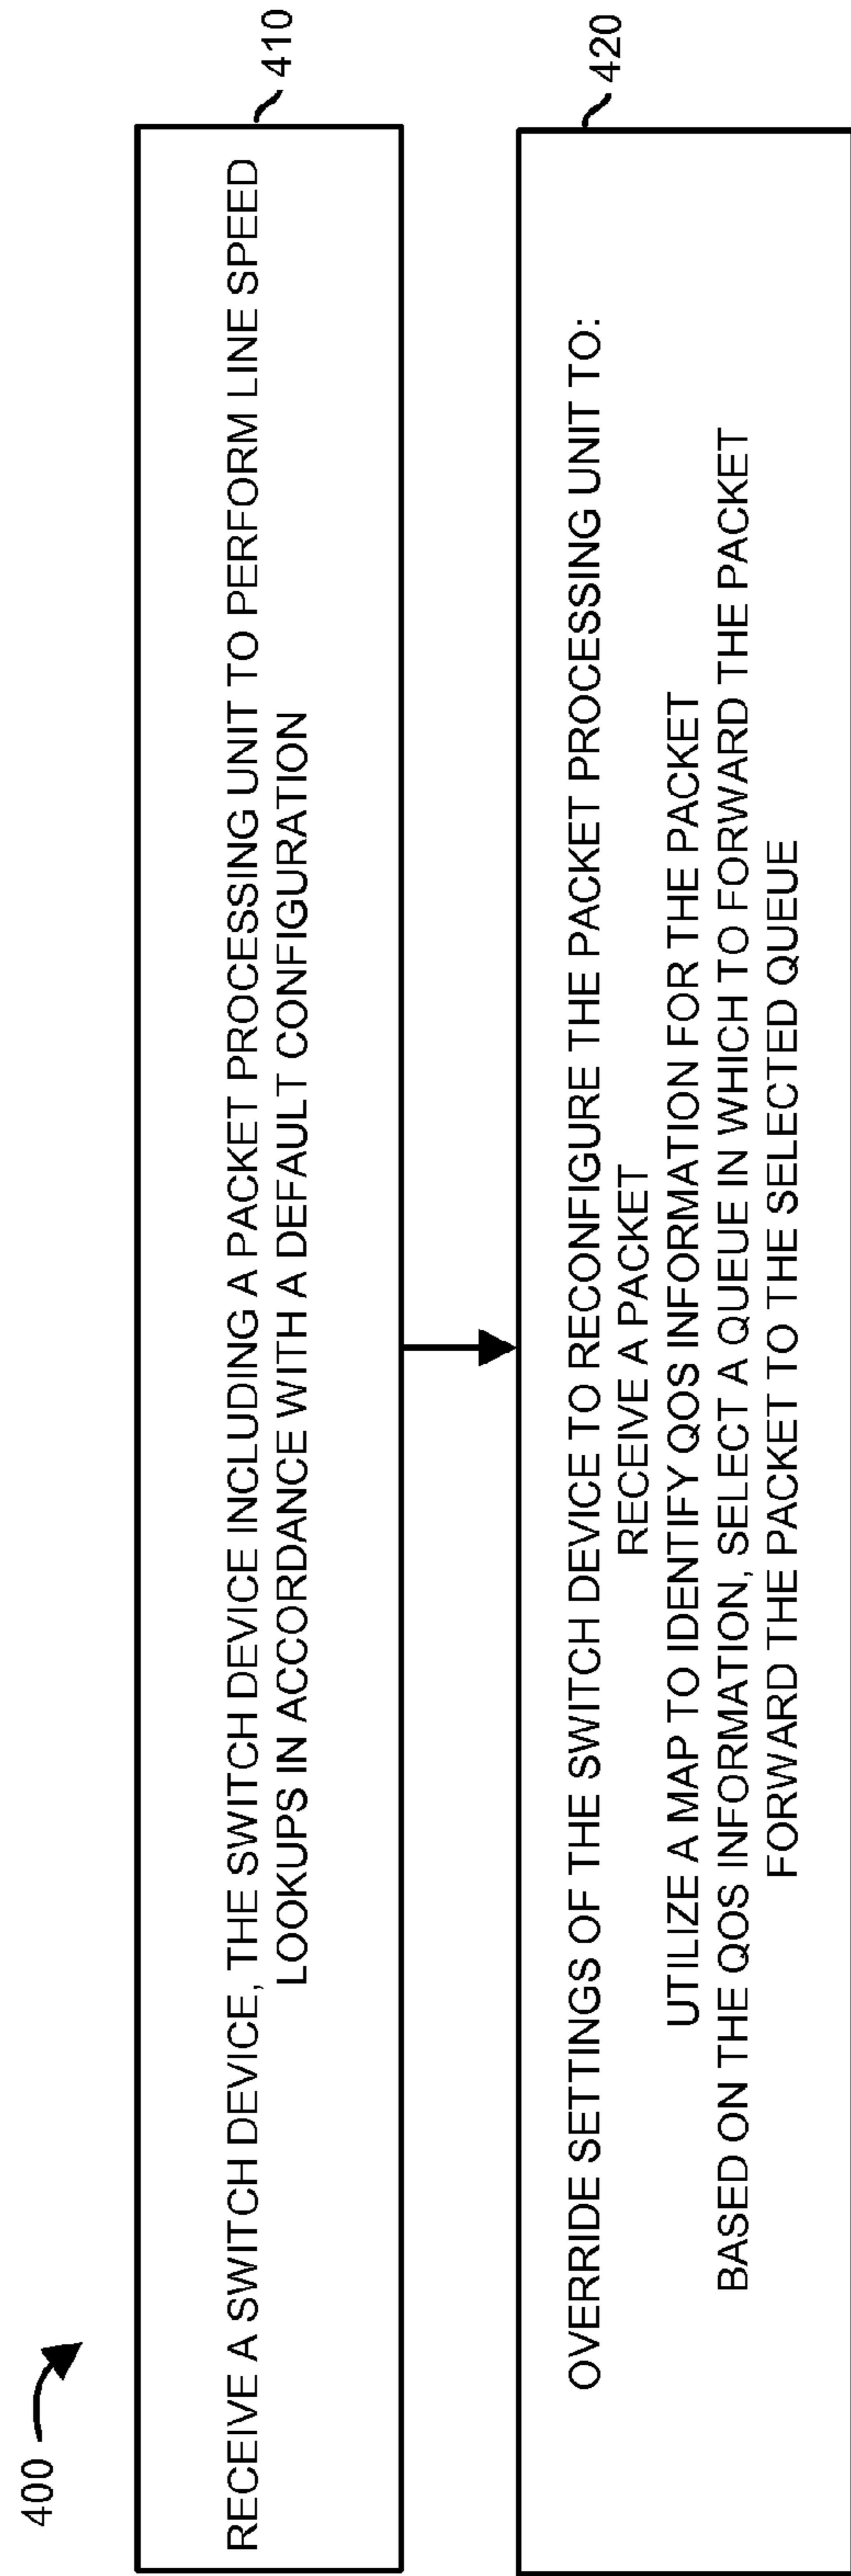 400
410
RECEIVE A SWITCH DEVICE, THE SWITCH DEVICE INCLUDING A PACKET PROCESSING UNIT TO PERFORM LINE SPEED
LOOKUPS IN ACCORDANCE WITH A DEFAULT CONFIGURATION
420
OVERRIDE SETTINGS OF THE SWITCH DEVICE TO RECONFIGURE THE PACKET PROCESSING UNIT TO:
RECEIVE A PACKET
UTILIZE A MAP TO IDENTIFY QOS INFORMATION FOR THE PACKET
BASED ON THE QOS INFORMATION, SELECT A QUEUE IN WHICH TO FORWARD THE PACKET
FORWARD THE PACKET TO THE SELECTED QUEUE